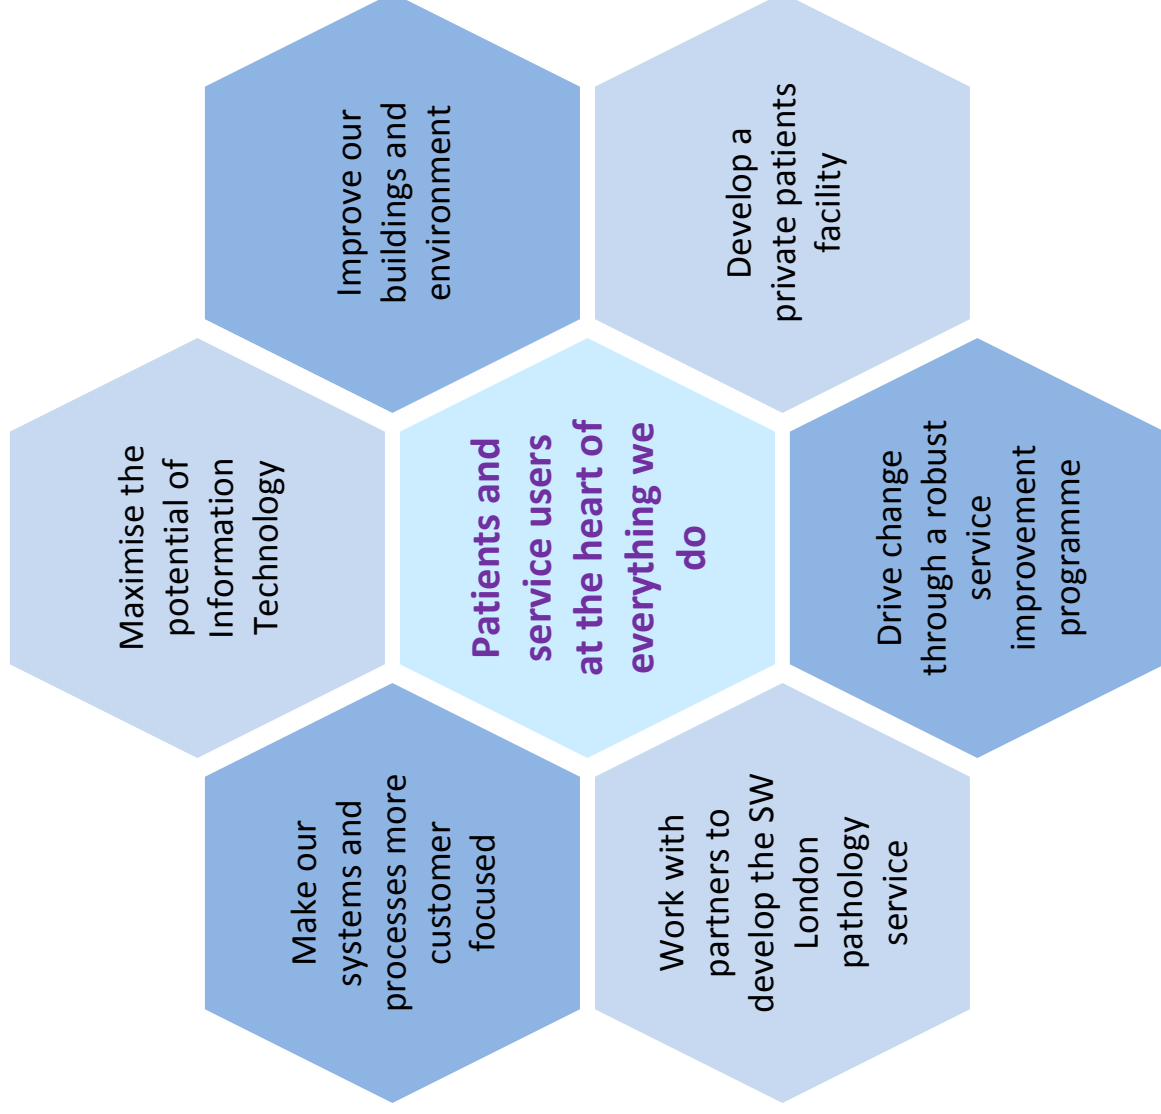 Maximise the
potential of
Information
Technology
Make our
systems and
processes more
customer
focused
Improve our
buildings and
environment
Patients and
service users
at the heart of
everything we
do
Work with
partners to
develop the SW
London
pathology
service
Develop a
private patients
facility
Drive change
through a robust
service
improvement
programme